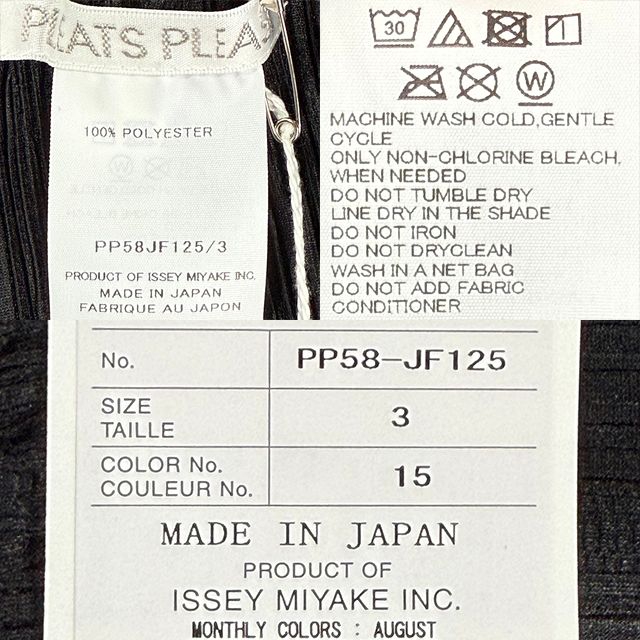 PLEATS PLEAS
100% POLYESTER
PP58JF125/3
PRODUCT OF ISSEY MIYAKE INC.
MADE IN JAPAN
FABRIQUE AU JAPON
30
W
MACHINE WASH COLD,GENTLE
CYCLE
ONLY NON-CHLORINE BLEACH,
WHEN NEEDED
DO NOT TUMBLE DRY
LINE DRY IN THE SHADE
DO NOT IRON
DO NOT DRYCLEAN
WASH IN A NET BAG
DO NOT ADD FABRIC
CONDITIONER
No. PP58-JF125
SIZE
TAILLE 3
COLOR No.
COULEUR No. 15
MADE IN JAPAN
PRODUCT OF
ISSEY MIYAKE INC.
MONTHLY COLORS : AUGUST